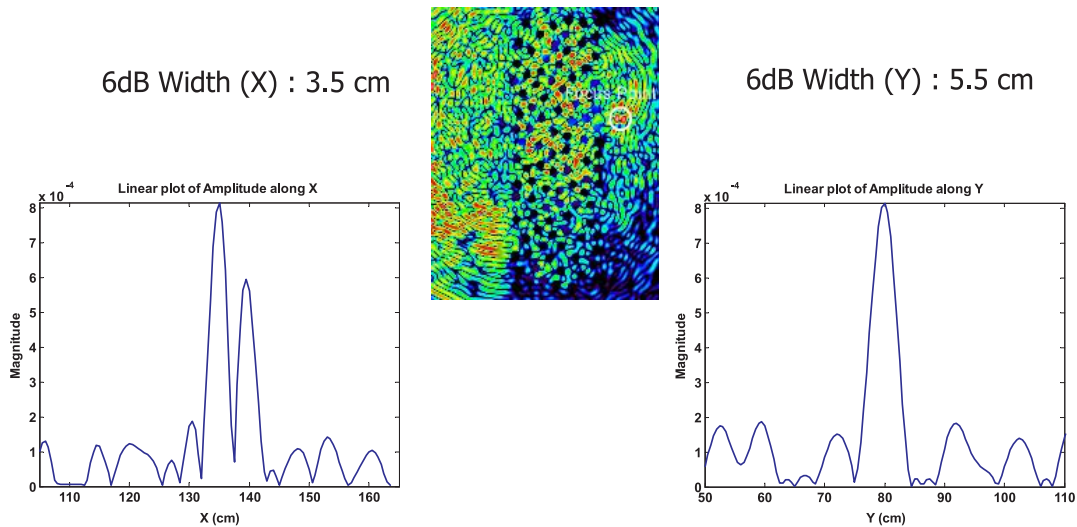 6dB Width (X) : 3.5 cm
Focus Point
6dB Width (Y) : 5.5 cm
x 10⁻⁴
Linear plot of Amplitude along X
8
7
6
5
4
3
2
1
0
Magnitude
110 120 130 140 150 160
X (cm)
x 10⁻⁴
Linear plot of Amplitude along Y
8
7
6
5
4
3
2
1
0
Magnitude
50 60 70 80 90 100 110
Y (cm)